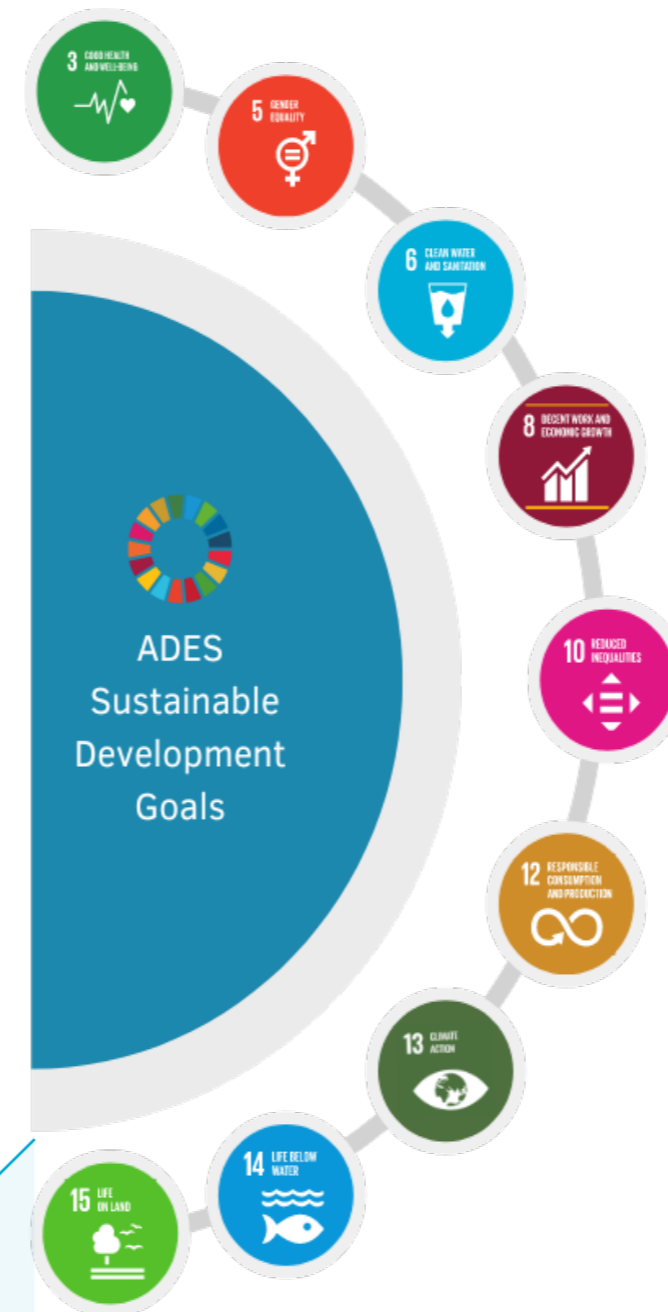 3 GOOD HEALTH
AND WELL-BEING
5 GENDER
EQUALITY
6 CLEAN WATER
AND SANITATION
8 DECENT WORK AND
ECONOMIC GROWTH
10 REDUCED
INEQUALITIES
ADES
Sustainable
Development
Goals
12 RESPONSIBLE
CONSUMPTION
AND PRODUCTION
13 CLIMATE
ACTION
14 LIFE BELOW
WATER
15 LIFE
ON LAND